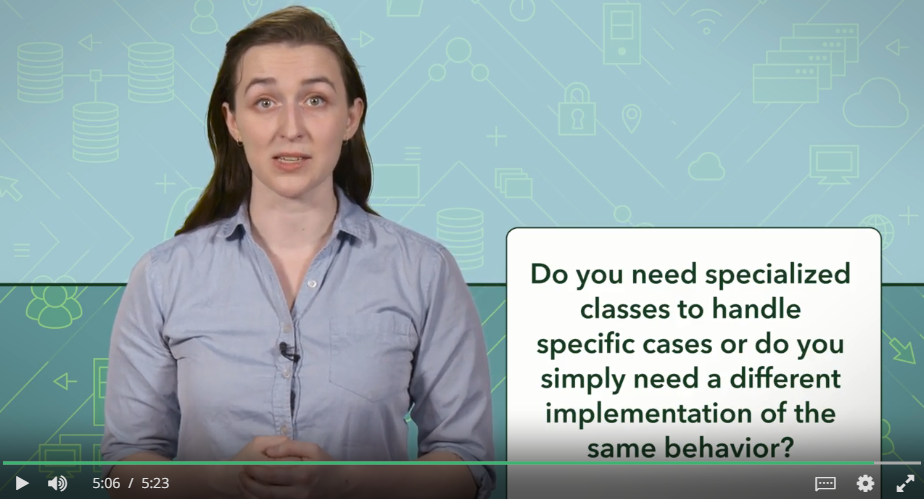 Do you need specialized
classes to handle
specific cases or do you
simply need a different
implementation of the
same behavior?
5:06 / 5:23